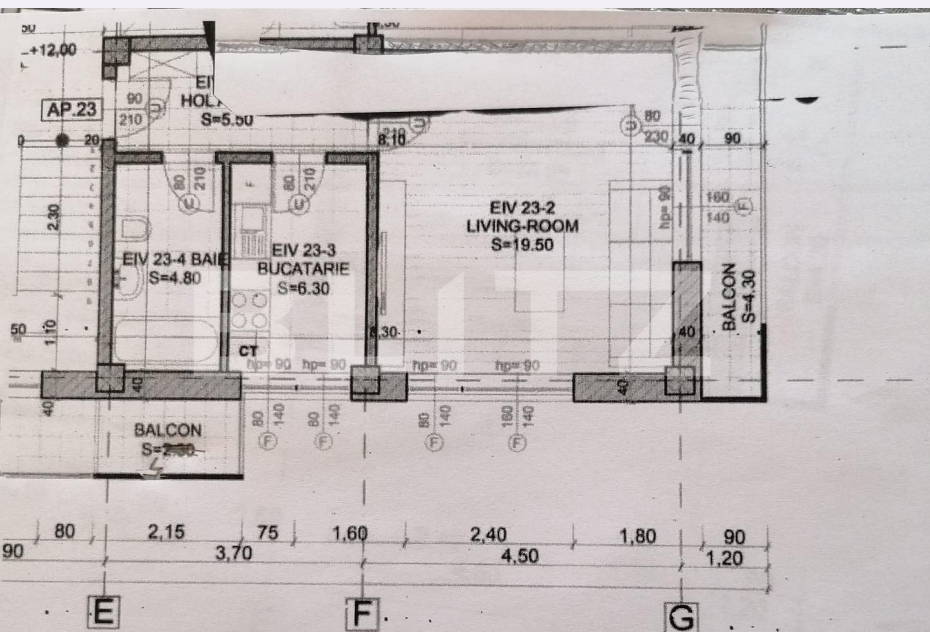 +12,00
AP.23
90
210
HOL
S=5.50
8,10
210
80
230
40
90
0
20
80
210
80
210
2.30
F
EIV 23-2
LIVING-ROOM
S=19.50
hp= 90
160
140
F
EIV 23-4 BAIE
S=4.80
EIV 23-3
BUCATARIE
S=6.30
BALCON
S=4.30
BLITZ
50
1.10
CT
8,30
40
hp= 90
hp= 90
hp= 90
hp= 90
40
40
40
BALCON
80
140
F
80
140
F
80
140
F
160
140
F
80
2,15
75
1,60
2,40
1,80
90
90
3,70
4,50
1,20
E
F
G